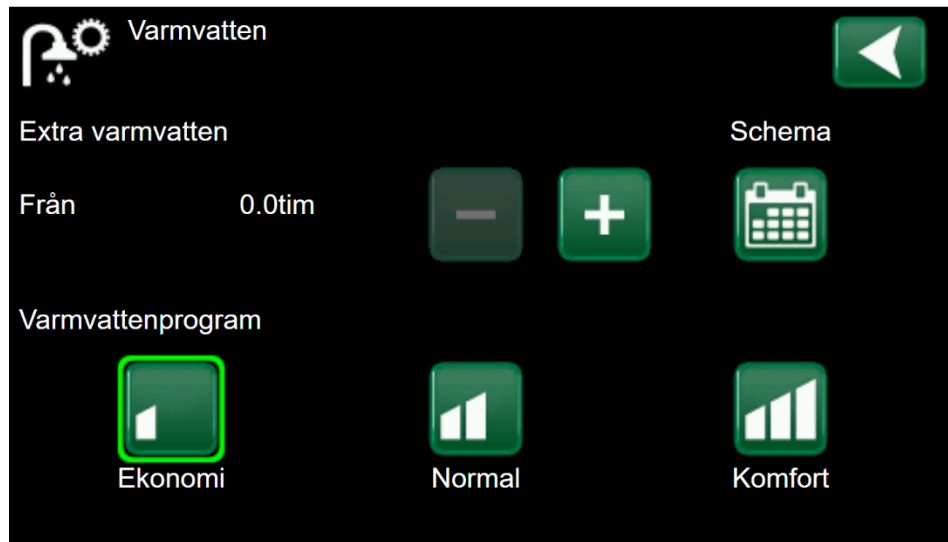 Varmvatten
Extra varmvatten
Schema
Från 0.0tim
Varmvattenprogram
Ekonomi Normal Komfort